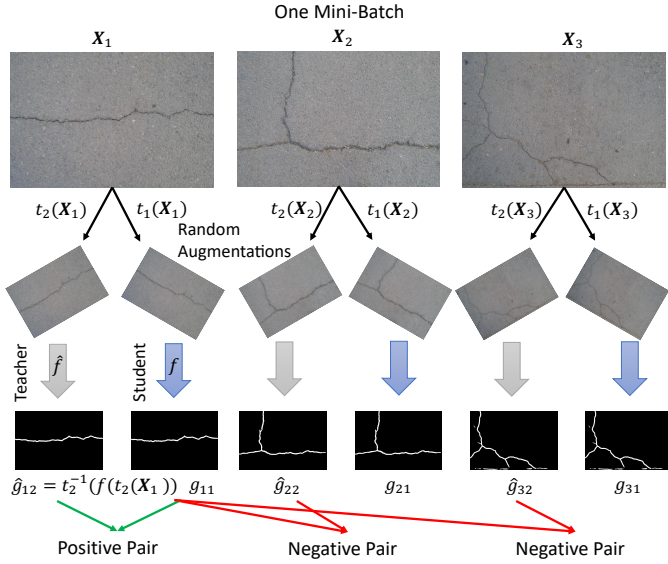 One Mini-Batch
X₁ X₂ X₃
t₂(X₁) t₁(X₁) t₂(X₂) t₁(X₂) t₂(X₃) t₁(X₃)
Random
Augmentations
Teacher
f̂
Student
f
ĝ₁₂ = t₂⁻¹(f(t₂(X₁ )) g₁₁ ĝ₂₂ g₂₁ ĝ₃₂ g₃₁
Positive Pair Negative Pair Negative Pair